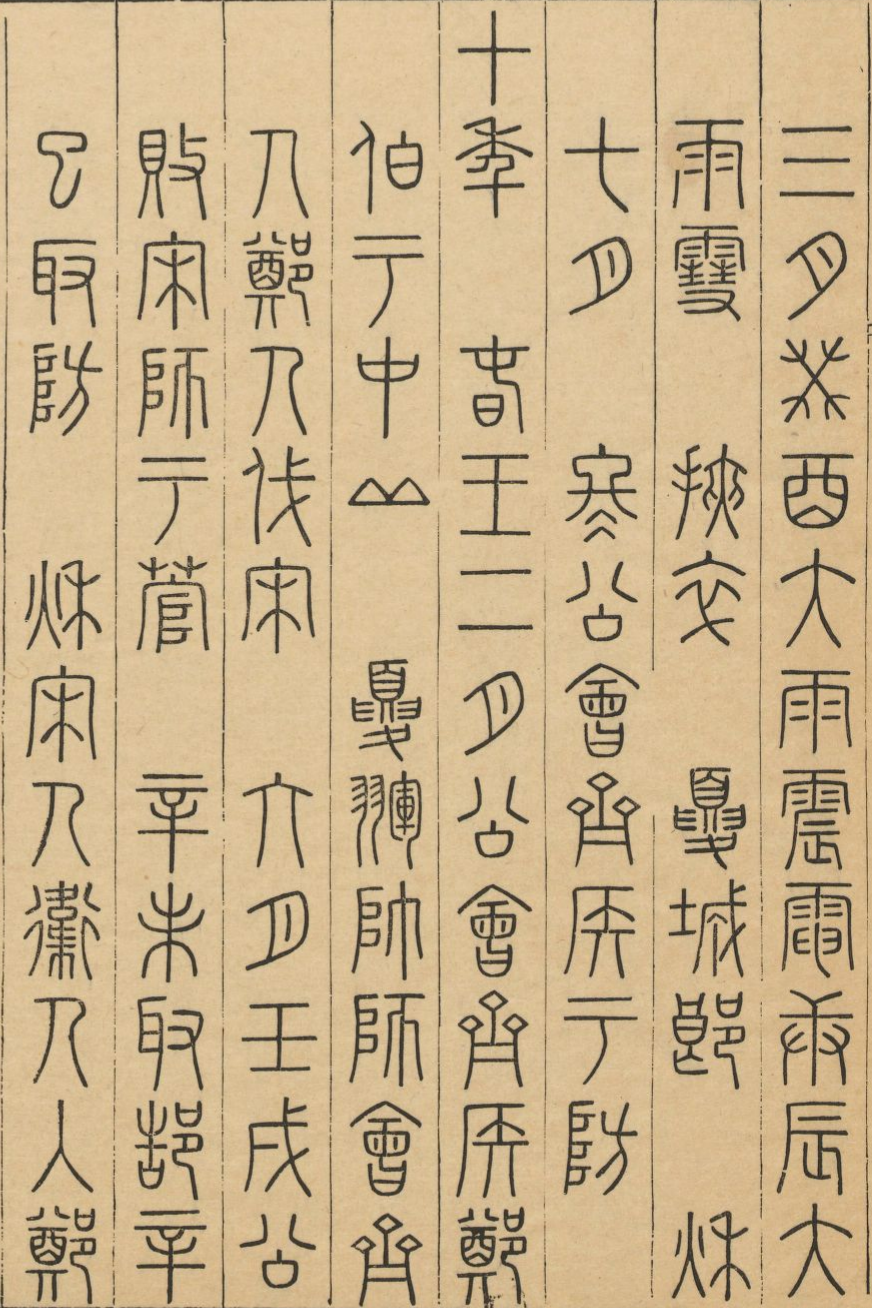 三月癸酉大雨震電庚辰大
雨雪　挾卒　夏城郎　秋
七月　冬公會齊侯于防
十年　春王二月公會齊侯鄭
伯于中丘　夏翬帥師會齊
人鄭人伐宋　六月壬戌公
敗宋師于菅　辛未取郜辛
巳取防　秋宋人衛人入鄭